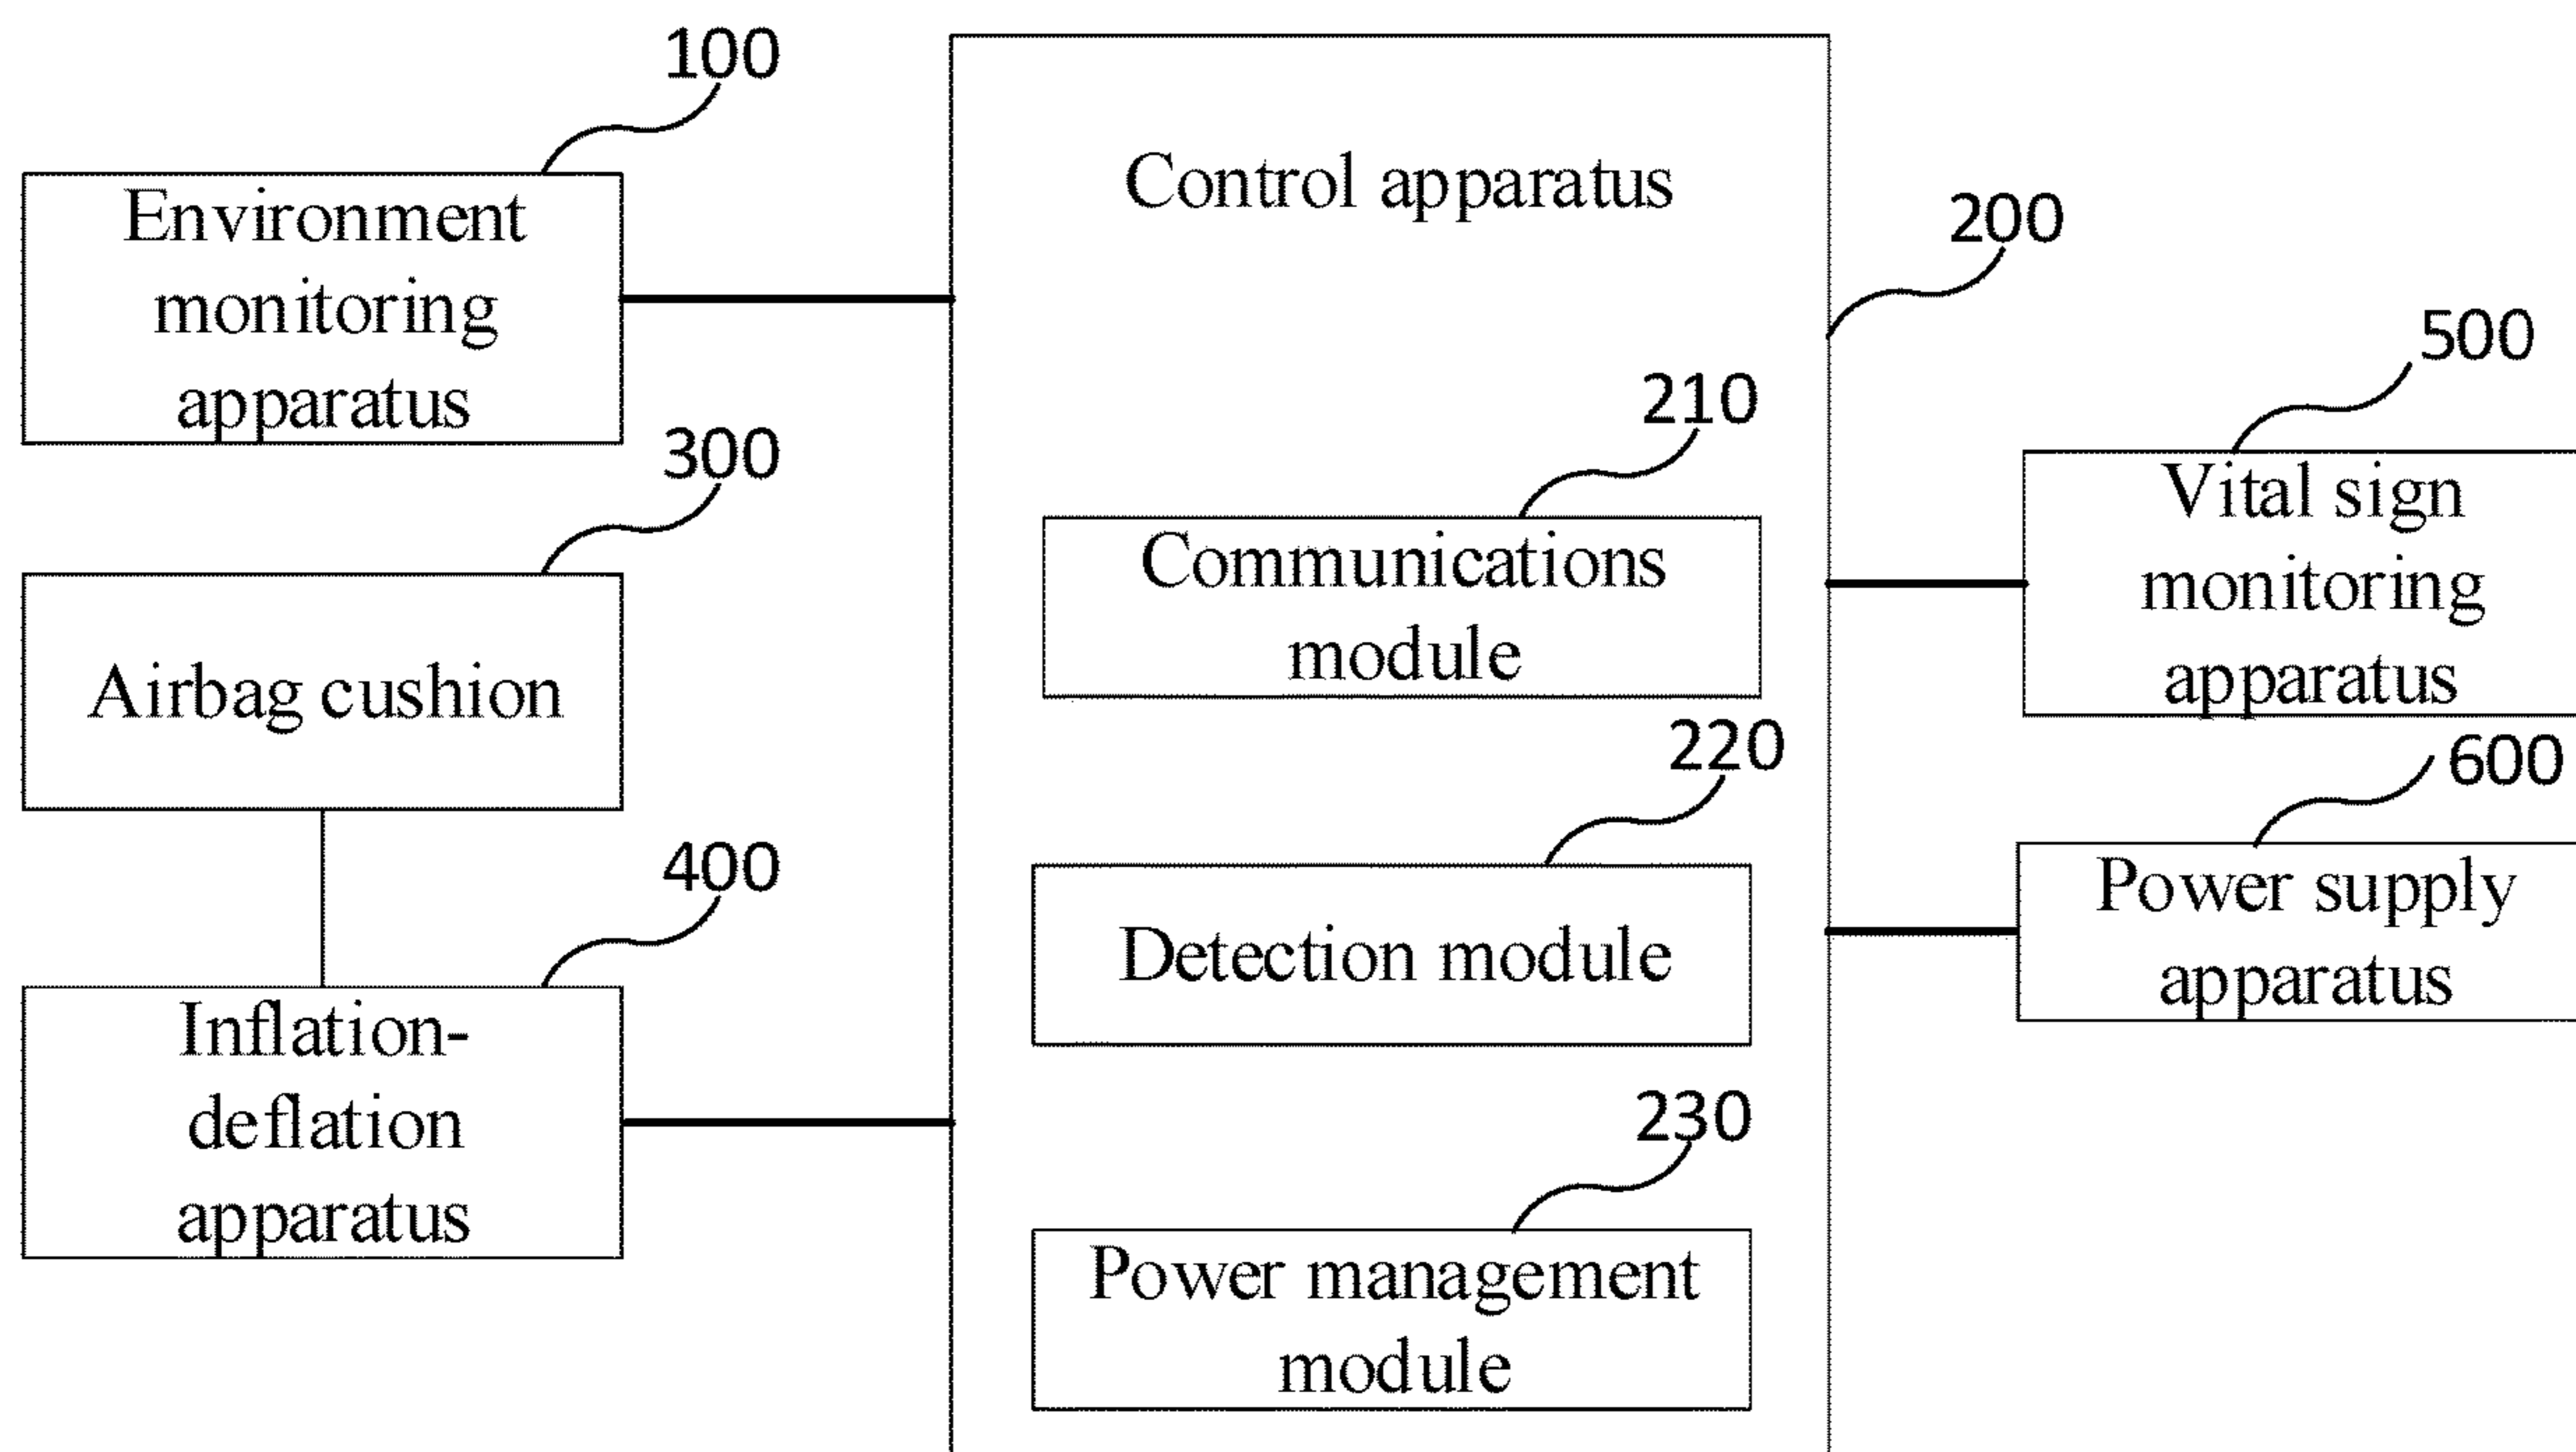 100
Environment
monitoring
apparatus
300
Airbag cushion
400
Inflation-
deflation
apparatus
Control apparatus
200
210
Communications
module
220
Detection module
230
Power management
module
500
Vital sign
monitoring
apparatus
600
Power supply
apparatus